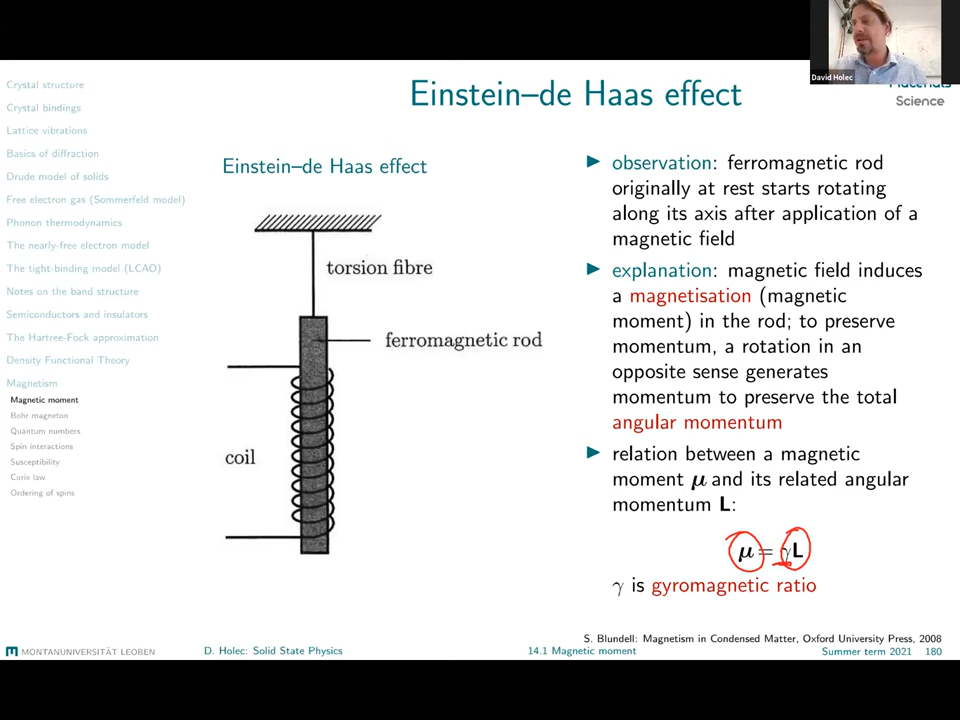 David Holec
Einstein–de Haas effect
Materials
Science
Crystal structure
Crystal bindings
Lattice vibrations
Basics of diffraction
Drude model of solids
Free electron gas (Sommerfeld model)
Phonon thermodynamics
The nearly-free electron model
The tight-binding model (LCAO)
Notes on the band structure
Semiconductors and insulators
The Hartree-Fock approximation
Density Functional Theory
Magnetism
Magnetic moment
Bohr magneton
Quantum numbers
Spin interactions
Susceptibility
Curie law
Ordering of spins
Einstein–de Haas effect
torsion fibre
ferromagnetic rod
coil
▶ observation: ferromagnetic rod
originally at rest starts rotating
along its axis after application of a
magnetic field
▶ explanation: magnetic field induces
a magnetisation (magnetic
moment) in the rod; to preserve
momentum, a rotation in an
opposite sense generates
momentum to preserve the total
angular momentum
▶ relation between a magnetic
moment μ and its related angular
momentum L:
μ = γL
γ is gyromagnetic ratio
S. Blundell: Magnetism in Condensed Matter, Oxford University Press, 2008
MONTANUNIVERSITÄT LEOBEN
D. Holec: Solid State Physics
14.1 Magnetic moment
Summer term 2021 180